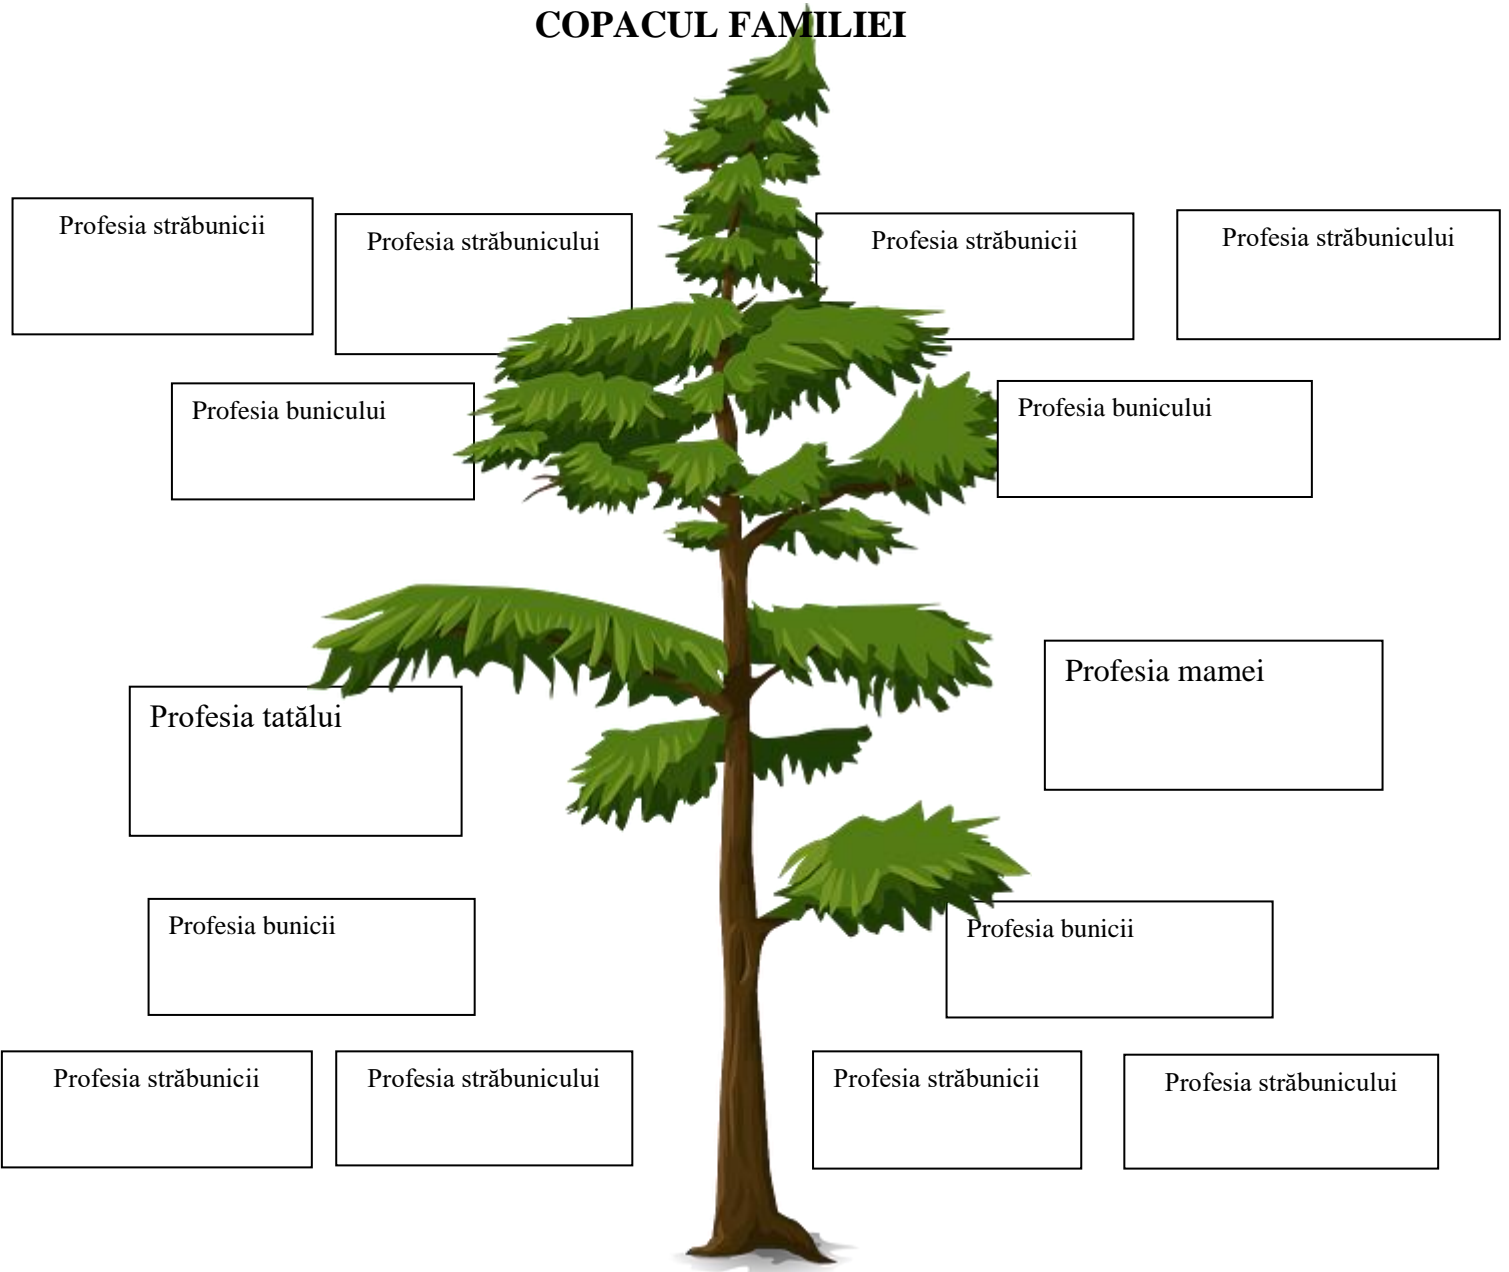 COPACUL FAMILIEI
Profesia străbunicii
Profesia străbunicului
Profesia străbunicii
Profesia străbunicului
Profesia bunicului
Profesia bunicului
Profesia tatălui
Profesia mamei
Profesia bunicii
Profesia bunicii
Profesia străbunicii
Profesia străbunicului
Profesia străbunicii
Profesia străbunicului